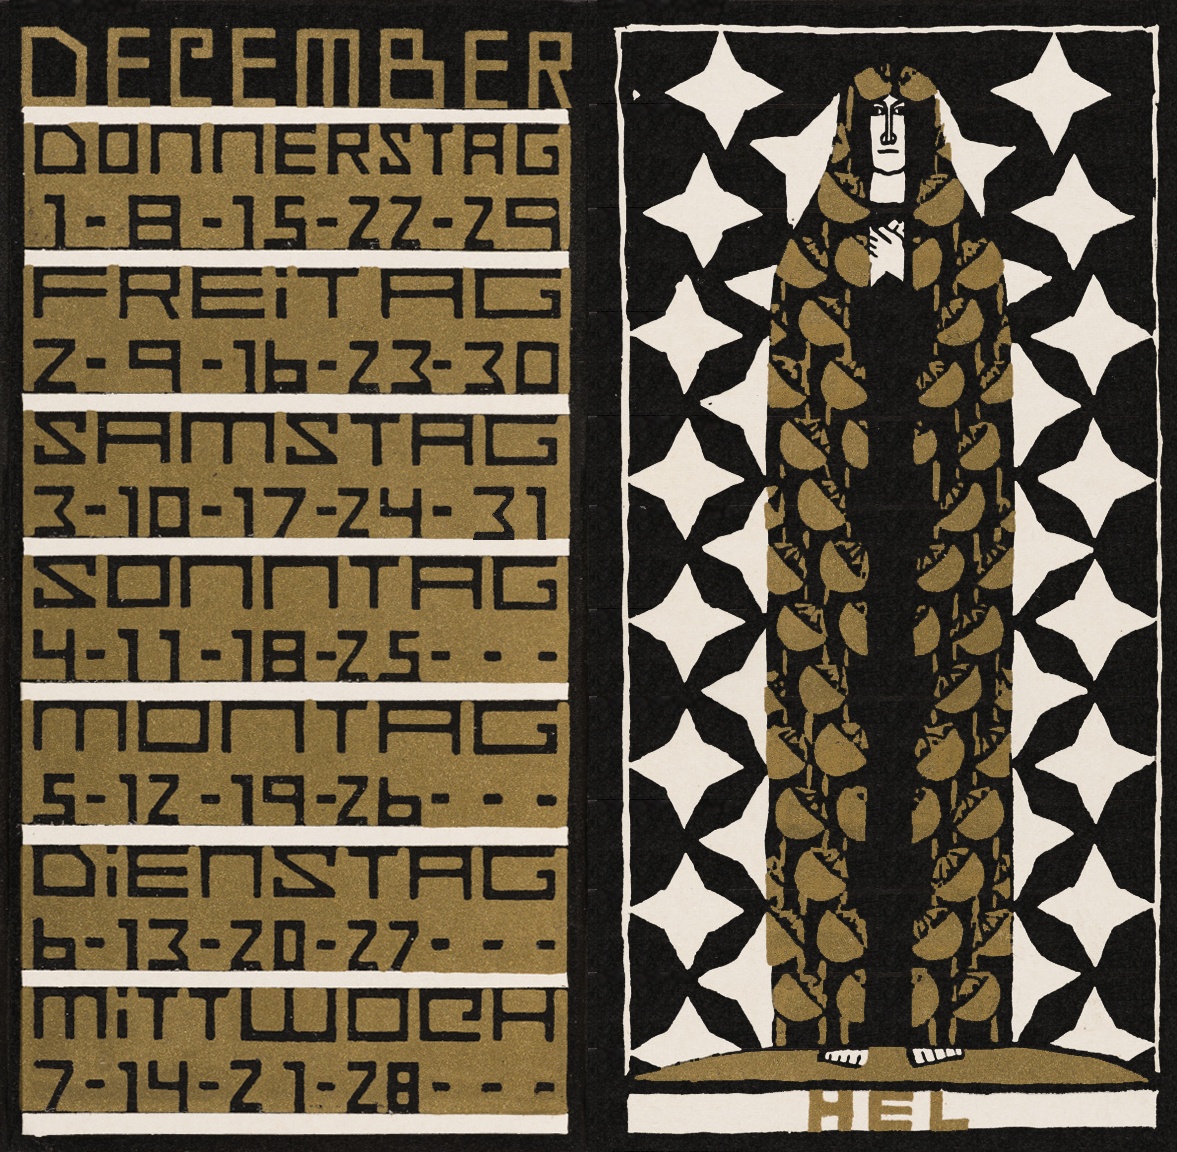 DECEMBER
DONNERSTAG
1-8-15-22-29
FREiTAG
2-9-16-23-30
SAMSTAG
3-10-17-24-31
SONNTAG
4-11-18-25- - -
MONTAG
5-12-19-26- - -
DiENSTAG
6-13-20-27- - -
MiTTWOCH
7-14-21-28- - -
HEL